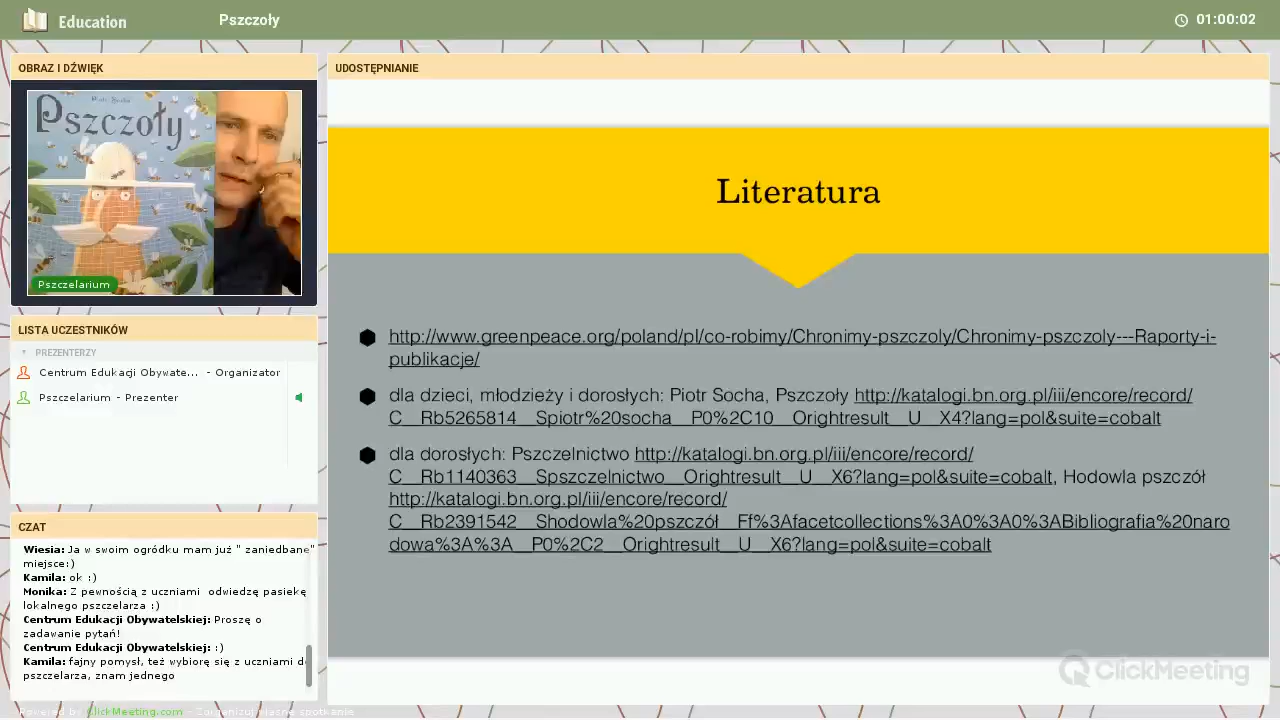 Education
Pszczoły
01:00:02
OBRAZ I DŹWIĘK
Pszczoły
Pszczelarium
LISTA UCZESTNIKÓW
PREZENTERZY
Centrum Edukacji Obywate... - Organizator
Pszczelarium - Prezenter
CZAT
Wiesia: Ja w swoim ogródku mam już " zaniedbane"
miejsce:)
Kamila: ok :)
Monika: Z pewnością z uczniami odwiedzę pasiekę
lokalnego pszczelarza :)
Centrum Edukacji Obywatelskiej: Proszę o
zadawanie pytań!
Centrum Edukacji Obywatelskiej: :)
Kamila: fajny pomysł, też wybiorę się z uczniami d
pszczelarza, znam jednego
Powered by ClickMeeting.com - Zorganizuj własne spotkanie
UDOSTĘPNIANIE
Literatura
http://www.greenpeace.org/poland/pl/co-robimy/Chronimy-pszczoly/Chronimy-pszczoly---Raporty-i-
publikacje/
dla dzieci, młodzieży i dorosłych: Piotr Socha, Pszczoły http://katalogi.bn.org.pl/iii/encore/record/
C__Rb5265814__Spiotr%20socha__P0%2C10__Orightresult__U__X4?lang=pol&suite=cobalt
dla dorosłych: Pszczelnictwo http://katalogi.bn.org.pl/iii/encore/record/
C__Rb1140363__Spszczelnictwo__Orightresult__U__X6?lang=pol&suite=cobalt, Hodowla pszczół
http://katalogi.bn.org.pl/iii/encore/record/
C__Rb2391542__Shodowla%20pszczół__Ff%3Afacetcollections%3A0%3A0%3ABibliografia%20naro
dowa%3A%3A__P0%2C2__Orightresult__U__X6?lang=pol&suite=cobalt
ClickMeeting